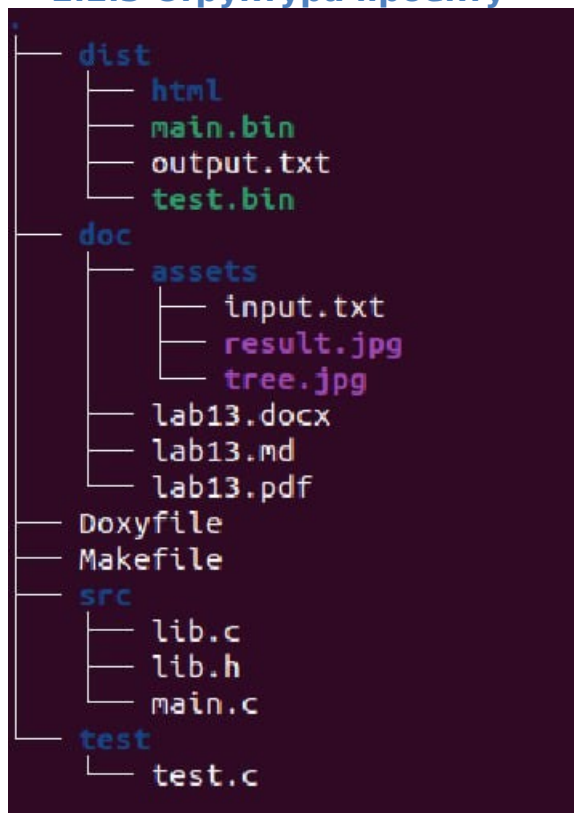 .
├── dist
│   ├── html
│   ├── main.bin
│   ├── output.txt
│   └── test.bin
├── doc
│   ├── assets
│   │   ├── input.txt
│   │   ├── result.jpg
│   │   └── tree.jpg
│   ├── lab13.docx
│   ├── lab13.md
│   └── lab13.pdf
├── Doxyfile
├── Makefile
├── src
│   ├── lib.c
│   ├── lib.h
│   └── main.c
└── test
    └── test.c